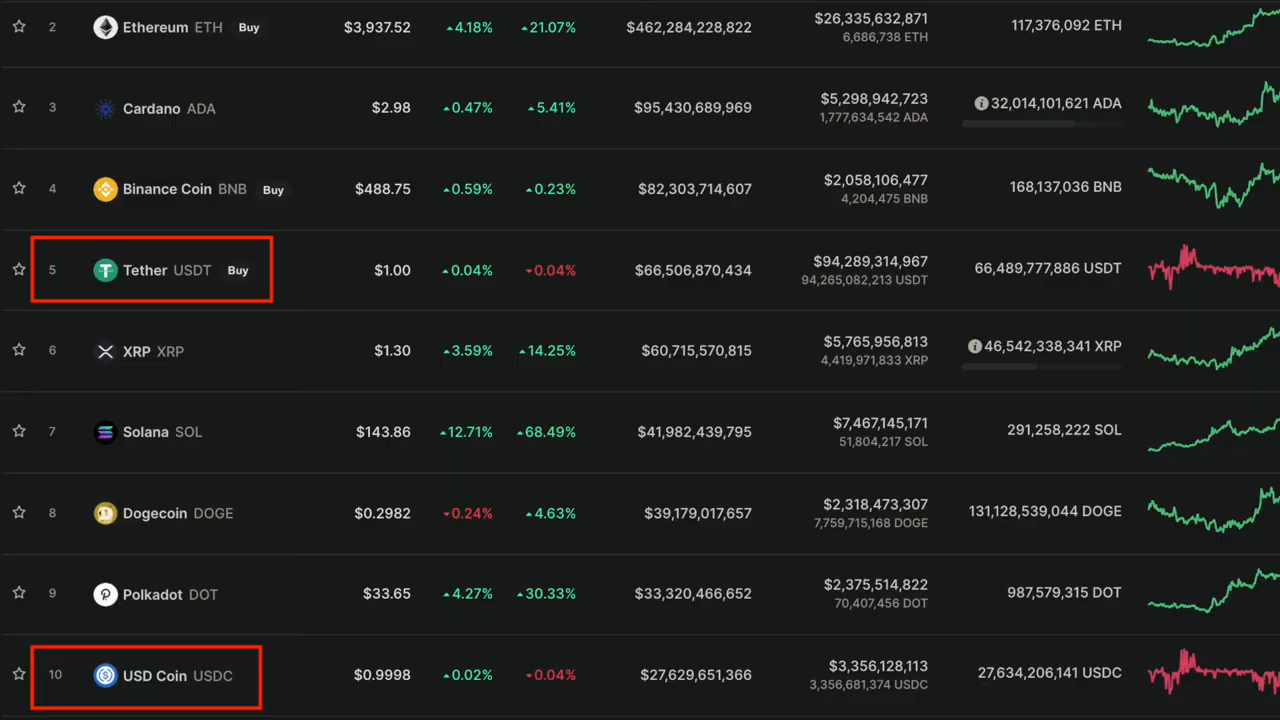 2 Ethereum ETH Buy $3,937.52 4.18% 21.07% $462,284,228,822 $26,335,632,871 117,376,092 ETH
6,686,738 ETH
3 Cardano ADA $2.98 0.47% 5.41% $95,430,689,969 $5,298,942,723 32,014,101,621 ADA
1,777,634,542 ADA
4 Binance Coin BNB Buy $488.75 0.59% 0.23% $82,303,714,607 $2,058,106,477 168,137,036 BNB
4,204,475 BNB
5 Tether USDT Buy $1.00 0.04% 0.04% $66,506,870,434 $94,289,314,967 66,489,777,886 USDT
94,265,082,213 USDT
6 XRP XRP $1.30 3.59% 14.25% $60,715,570,815 $5,765,956,813 46,542,338,341 XRP
4,419,971,833 XRP
7 Solana SOL $143.86 12.71% 68.49% $41,982,439,795 $7,467,145,171 291,258,222 SOL
51,804,217 SOL
8 Dogecoin DOGE $0.2982 0.24% 4.63% $39,179,017,657 $2,318,473,307 131,128,539,044 DOGE
7,759,715,168 DOGE
9 Polkadot DOT $33.65 4.27% 30.33% $33,320,466,652 $2,375,514,822 987,579,315 DOT
70,407,456 DOT
10 USD Coin USDC $0.9998 0.02% 0.04% $27,629,651,366 $3,356,128,113 27,634,206,141 USDC
3,356,681,374 USDC